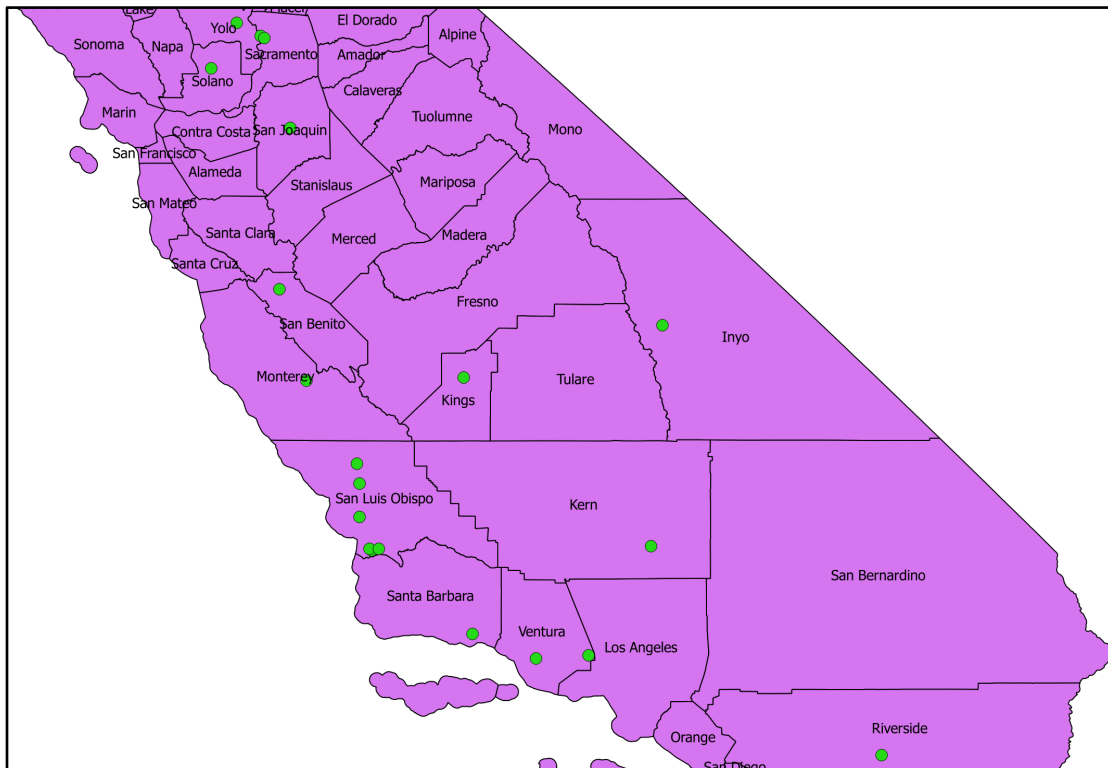 Lake
Placer
Yolo
El Dorado
Sonoma
Napa
Sacramento
Amador
Alpine
Solano
Calaveras
Marin
Tuolumne
Contra Costa
San Joaquin
Mono
San Francisco
Alameda
Stanislaus
Mariposa
San Mateo
Santa Clara
Merced
Madera
Santa Cruz
Fresno
San Benito
Inyo
Monterey
Tulare
Kings
San Luis Obispo
Kern
San Bernardino
Santa Barbara
Ventura
Los Angeles
Riverside
Orange
San Diego